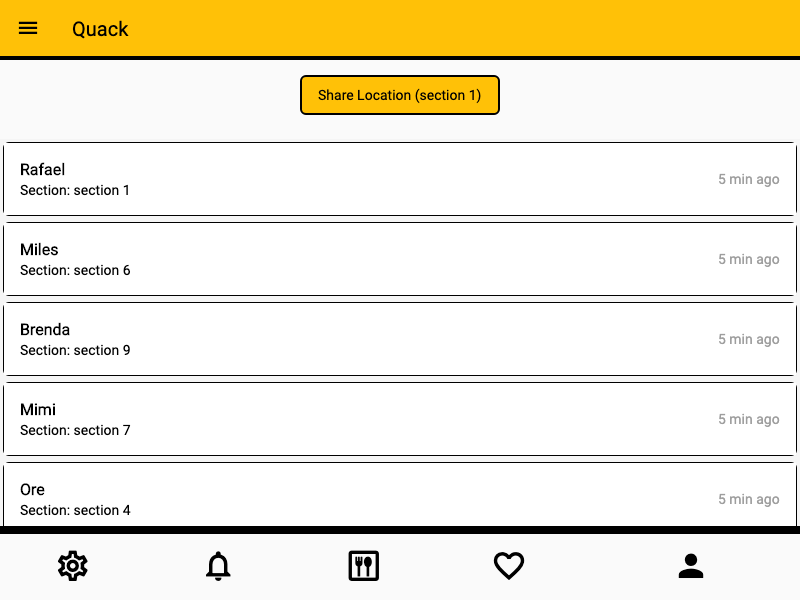 Quack
Share Location (section 1)
Rafael
Section: section 1
5 min ago
Miles
Section: section 6
5 min ago
Brenda
Section: section 9
5 min ago
Mimi
Section: section 7
5 min ago
Ore
Section: section 4
5 min ago